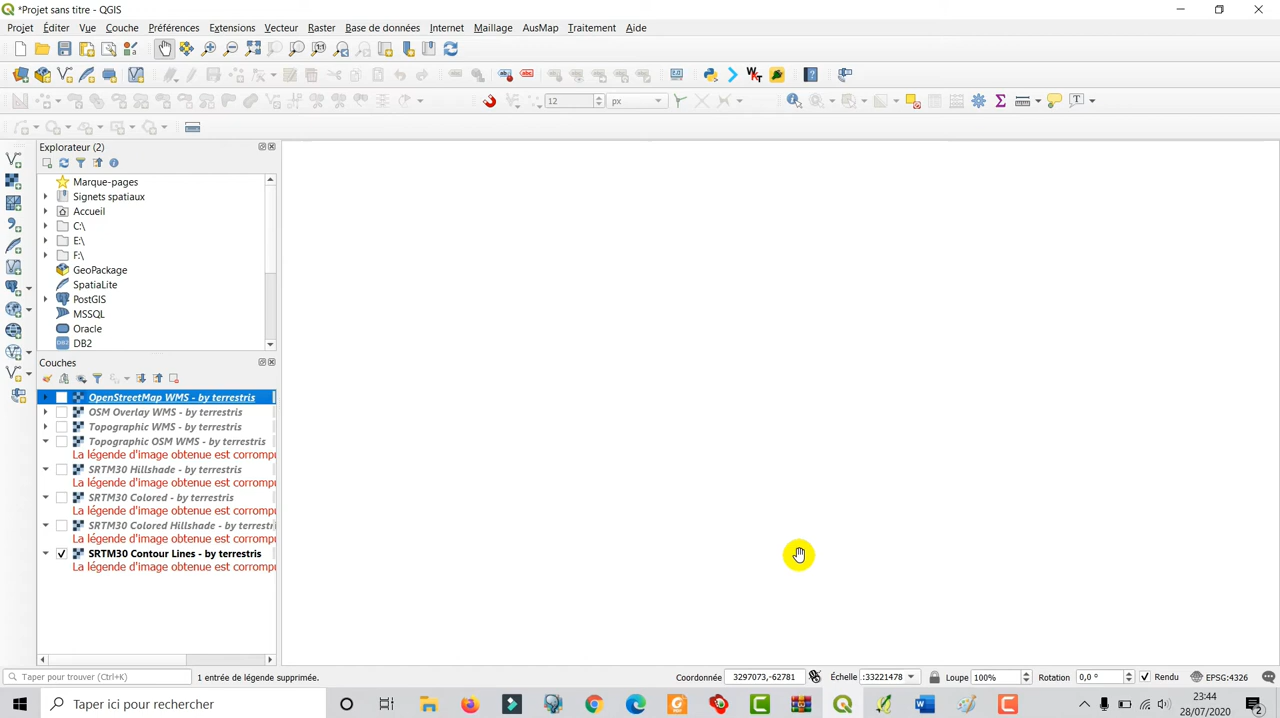 *Projet sans titre - QGIS
Projet Éditer Vue Couche Préférences Extensions Vecteur Raster Base de données Internet Maillage AusMap Traitement Aide
12 px
Explorateur (2)
Marque-pages
Signets spatiaux
Accueil
C:\
E:\
F:\
GeoPackage
SpatiaLite
PostGIS
MSSQL
Oracle
DB2
Couches
OpenStreetMap WMS - by terrestris
OSM Overlay WMS - by terrestris
Topographic WMS - by terrestris
Topographic OSM WMS - by terrestris
La légende d'image obtenue est corrompu
SRTM30 Hillshade - by terrestris
La légende d'image obtenue est corrompu
SRTM30 Colored - by terrestris
La légende d'image obtenue est corrompu
SRTM30 Colored Hillshade - by terrestri
La légende d'image obtenue est corrompu
SRTM30 Contour Lines - by terrestris
La légende d'image obtenue est corrompu
Taper pour trouver (Ctrl+K) 1 entrée de légende supprimée. Coordonnée 3297073,-62781 Échelle :33221478 Loupe 100% Rotation 0,0 ° Rendu EPSG:4326
Taper ici pour rechercher
23:44
28/07/2020
2